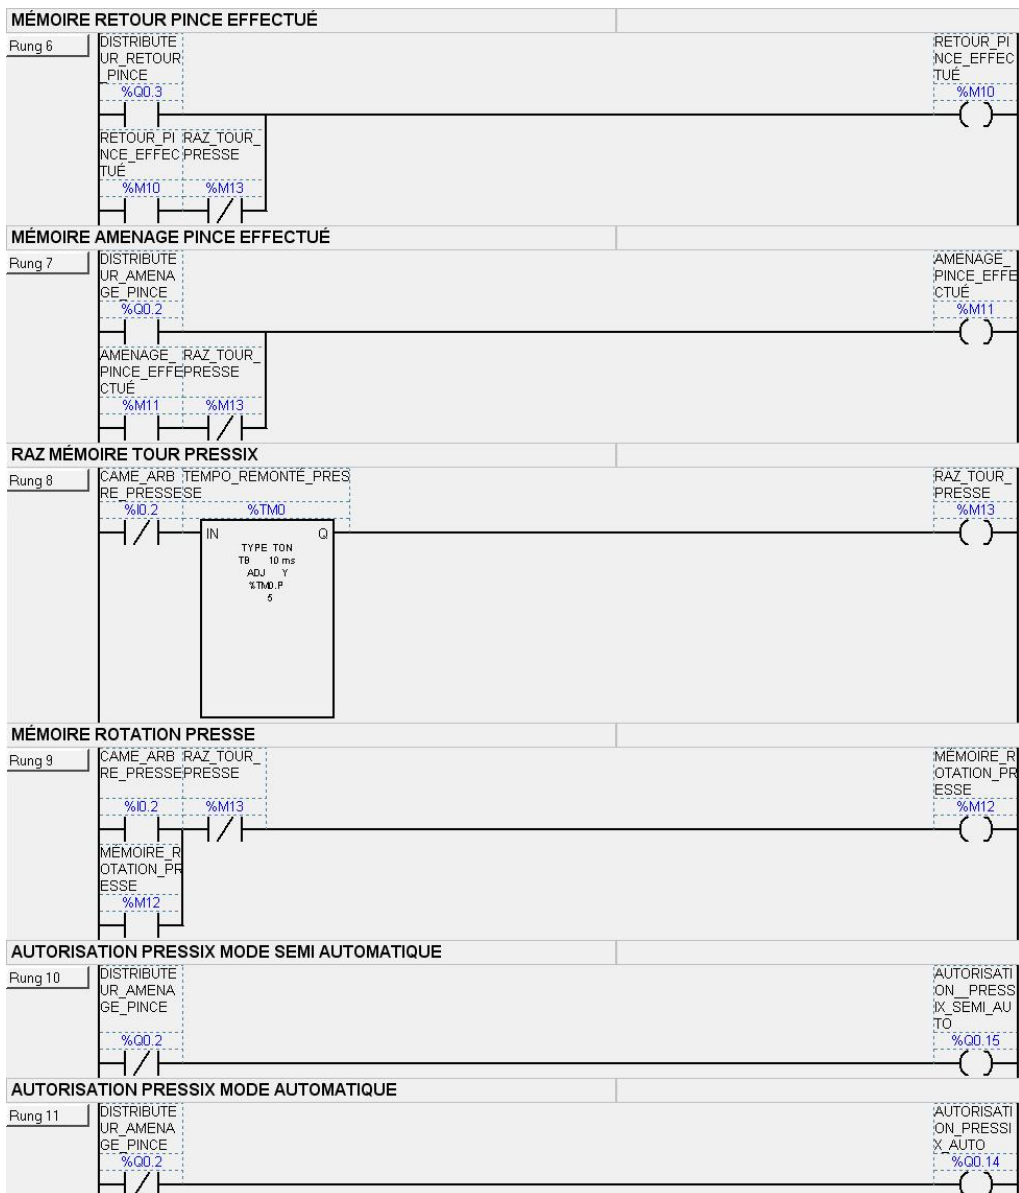 MÉMOIRE RETOUR PINCE EFFECTUÉ
Rung 6
DISTRIBUTE
UR_RETOUR
_PINCE
%Q0.3
RETOUR_PI
NCE_EFFEC
TUÉ
%M10
RETOUR_PI RAZ_TOUR_
NCE_EFFEC PRESSE
TUÉ
%M10 %M13
MÉMOIRE AMENAGE PINCE EFFECTUÉ
Rung 7
DISTRIBUTE
UR_AMENA
GE_PINCE
%Q0.2
AMENAGE_
PINCE_EFFE
CTUÉ
%M11
AMENAGE_ RAZ_TOUR_
PINCE_EFFE PRESSE
CTUÉ
%M11 %M13
RAZ MÉMOIRE TOUR PRESSIX
Rung 8
CAME_ARB TEMPO_REMONTÉ_PRES
RE_PRESSE SE
%I0.2 %TM0
RAZ_TOUR_
PRESSE
%M13
IN Q
TYPE TON
TB 10 ms
ADJ Y
%TM0.P
5
MÉMOIRE ROTATION PRESSE
Rung 9
CAME_ARB RAZ_TOUR_
RE_PRESSE PRESSE
%I0.2 %M13
MÉMOIRE_R
OTATION_PR
ESSE
%M12
MÉMOIRE_R
OTATION_PR
ESSE
%M12
AUTORISATION PRESSIX MODE SEMI AUTOMATIQUE
Rung 10
DISTRIBUTE
UR_AMENA
GE_PINCE
%Q0.2
AUTORISATI
ON__PRESS
IX_SEMI_AU
TO
%Q0.15
AUTORISATION PRESSIX MODE AUTOMATIQUE
Rung 11
DISTRIBUTE
UR_AMENA
GE_PINCE
%Q0.2
AUTORISATI
ON_PRESSI
X_AUTO
%Q0.14